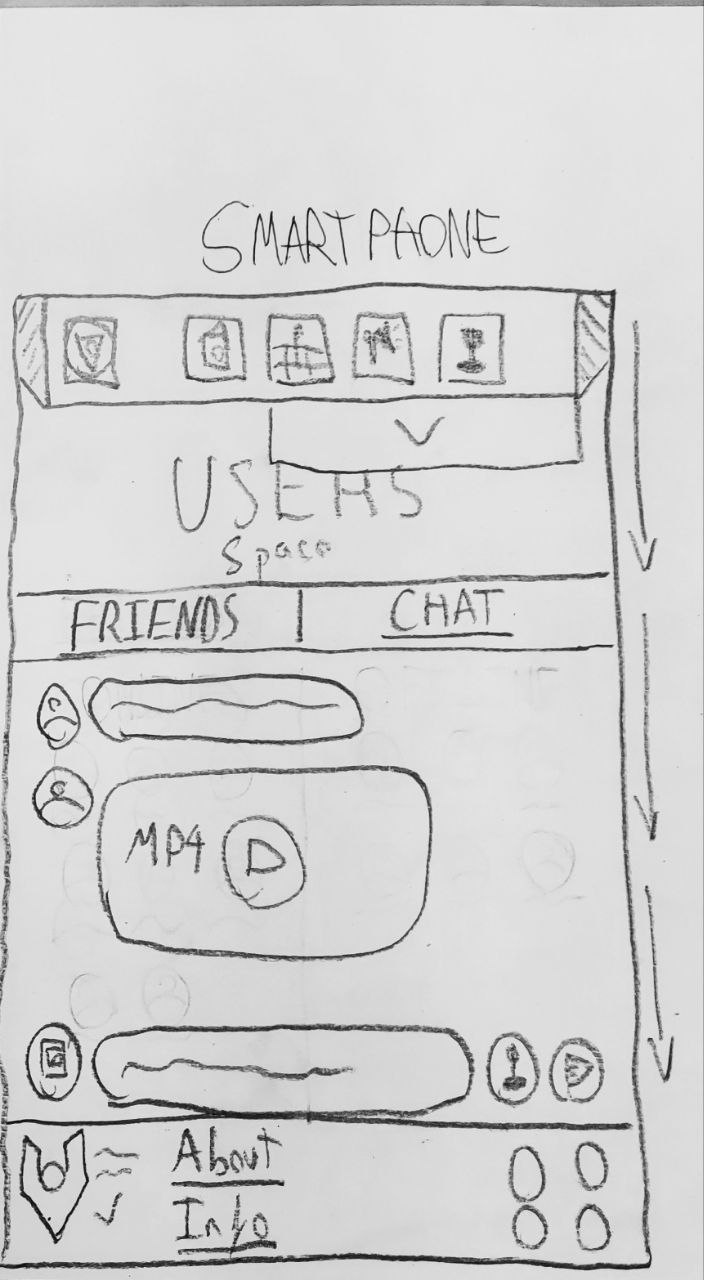 SMARTPHONE
USERS
Space
FRIENDS | CHAT
MP4
About
Info